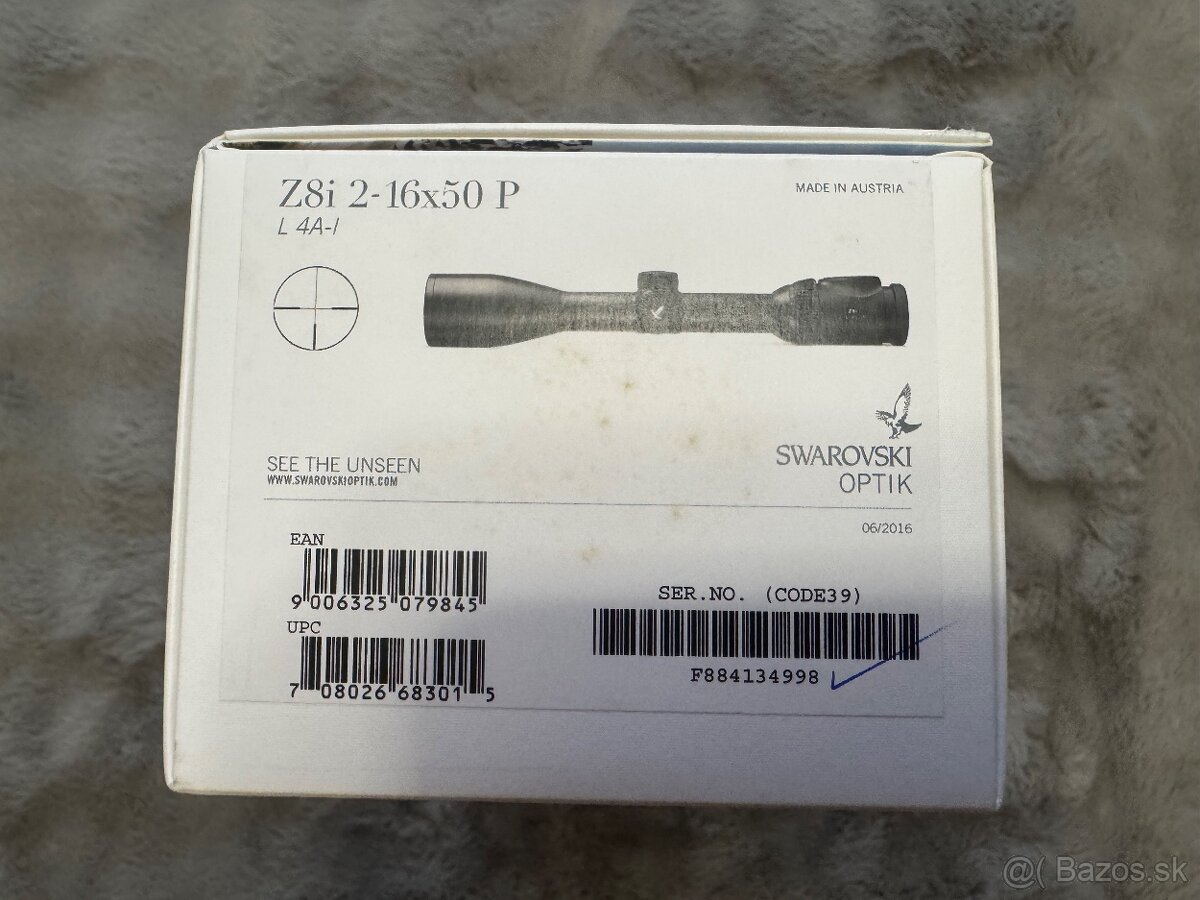 Z8i 2-16x50 P
L 4A-I
MADE IN AUSTRIA
SEE THE UNSEEN
WWW.SWAROVSKIOPTIK.COM
SWAROVSKI
OPTIK
06/2016
EAN
9 006325 079845
UPC
7 08026 68301 5
SER.NO. (CODE39)
F884134998
@( Bazos.sk